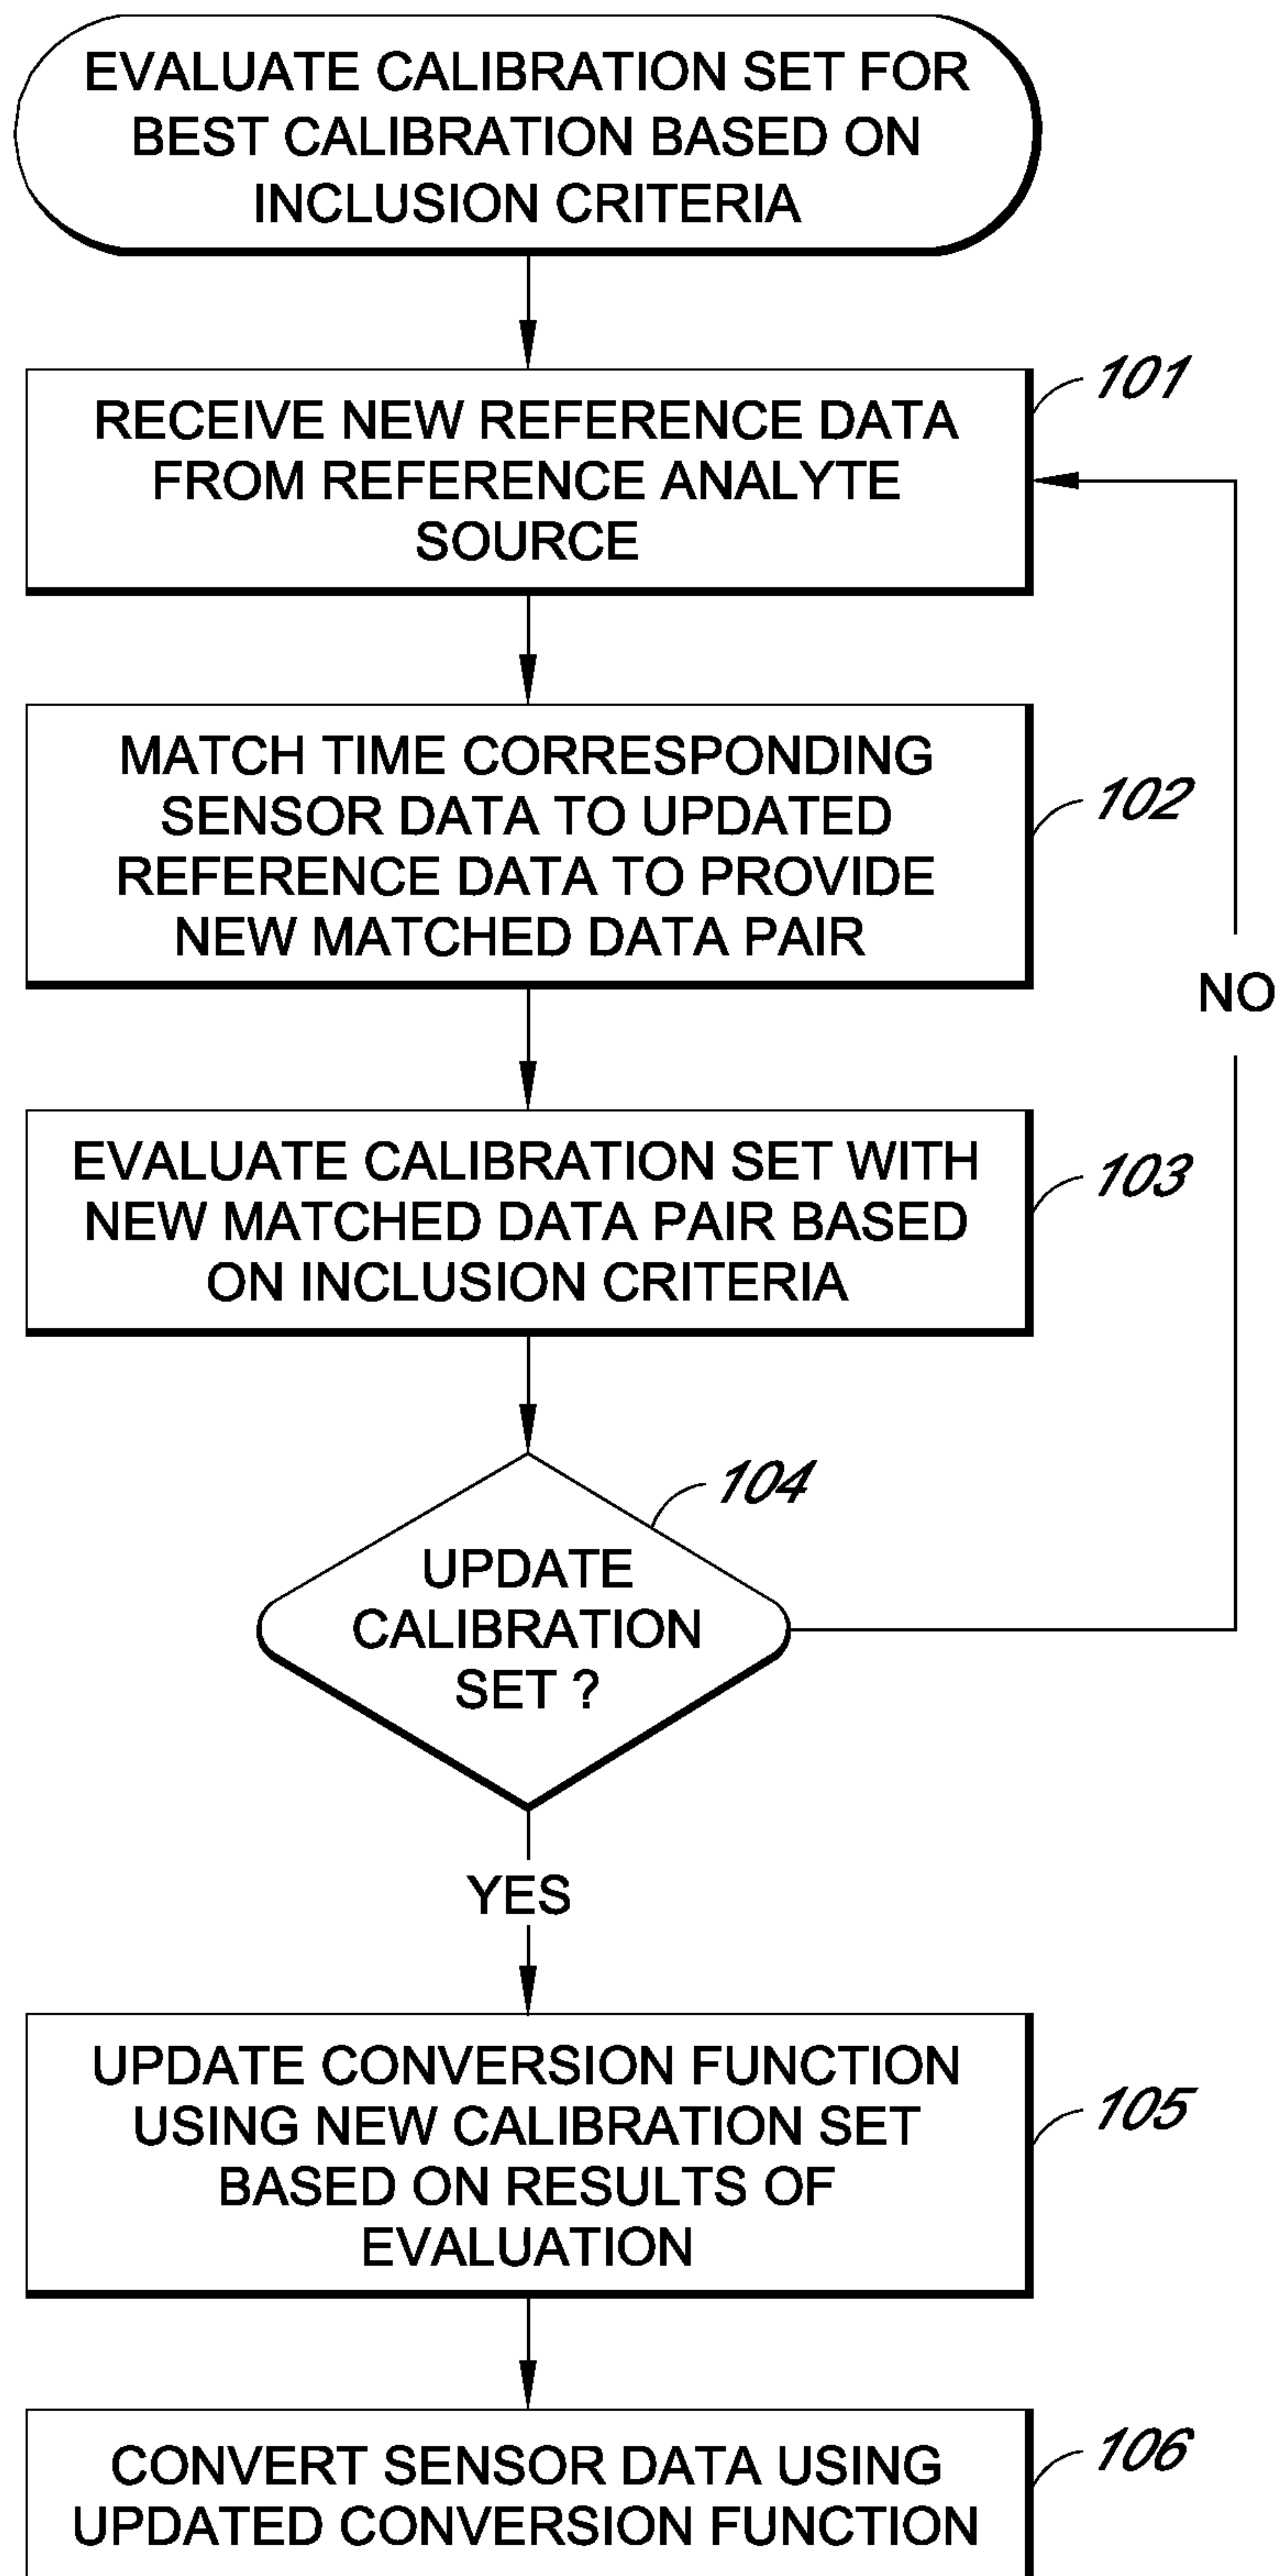 EVALUATE CALIBRATION SET FOR
BEST CALIBRATION BASED ON
INCLUSION CRITERIA
101
RECEIVE NEW REFERENCE DATA
FROM REFERENCE ANALYTE
SOURCE
102
MATCH TIME CORRESPONDING
SENSOR DATA TO UPDATED
REFERENCE DATA TO PROVIDE
NEW MATCHED DATA PAIR
NO
103
EVALUATE CALIBRATION SET WITH
NEW MATCHED DATA PAIR BASED
ON INCLUSION CRITERIA
104
UPDATE
CALIBRATION
SET ?
YES
105
UPDATE CONVERSION FUNCTION
USING NEW CALIBRATION SET
BASED ON RESULTS OF
EVALUATION
106
CONVERT SENSOR DATA USING
UPDATED CONVERSION FUNCTION